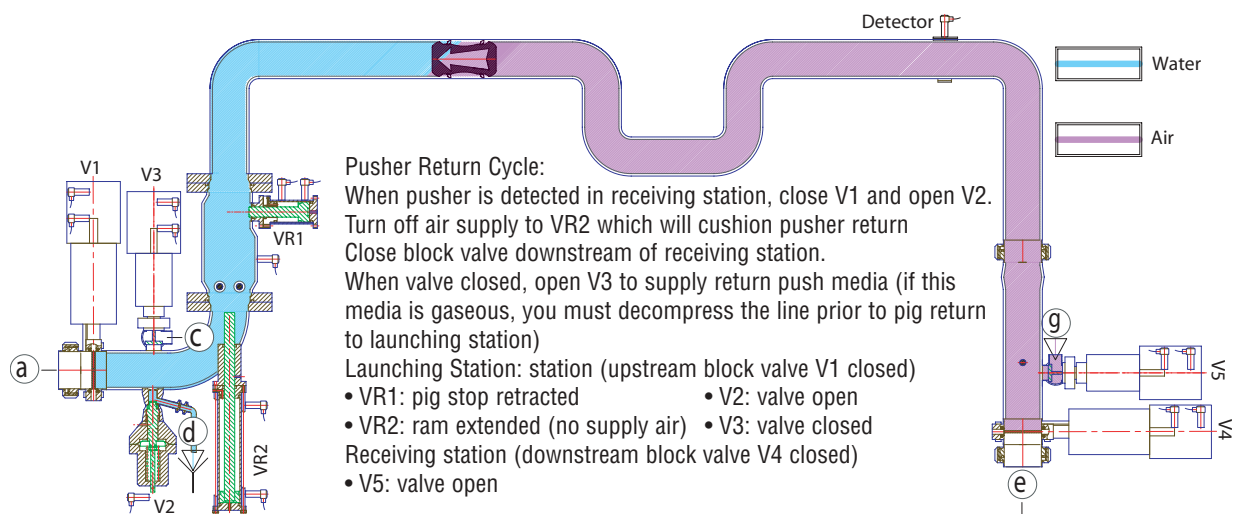 Detector
Water
Air
V1
V3
VR1
Pusher Return Cycle:
When pusher is detected in receiving station, close V1 and open V2.
Turn off air supply to VR2 which will cushion pusher return
Close block valve downstream of receiving station.
When valve closed, open V3 to supply return push media (if this
media is gaseous, you must decompress the line prior to pig return
to launching station)
Launching Station: station (upstream block valve V1 closed)
• VR1: pig stop retracted • V2: valve open
• VR2: ram extended (no supply air) • V3: valve closed
Receiving station (downstream block valve V4 closed)
• V5: valve open
a
c
d
V2
VR2
g
V5
V4
e